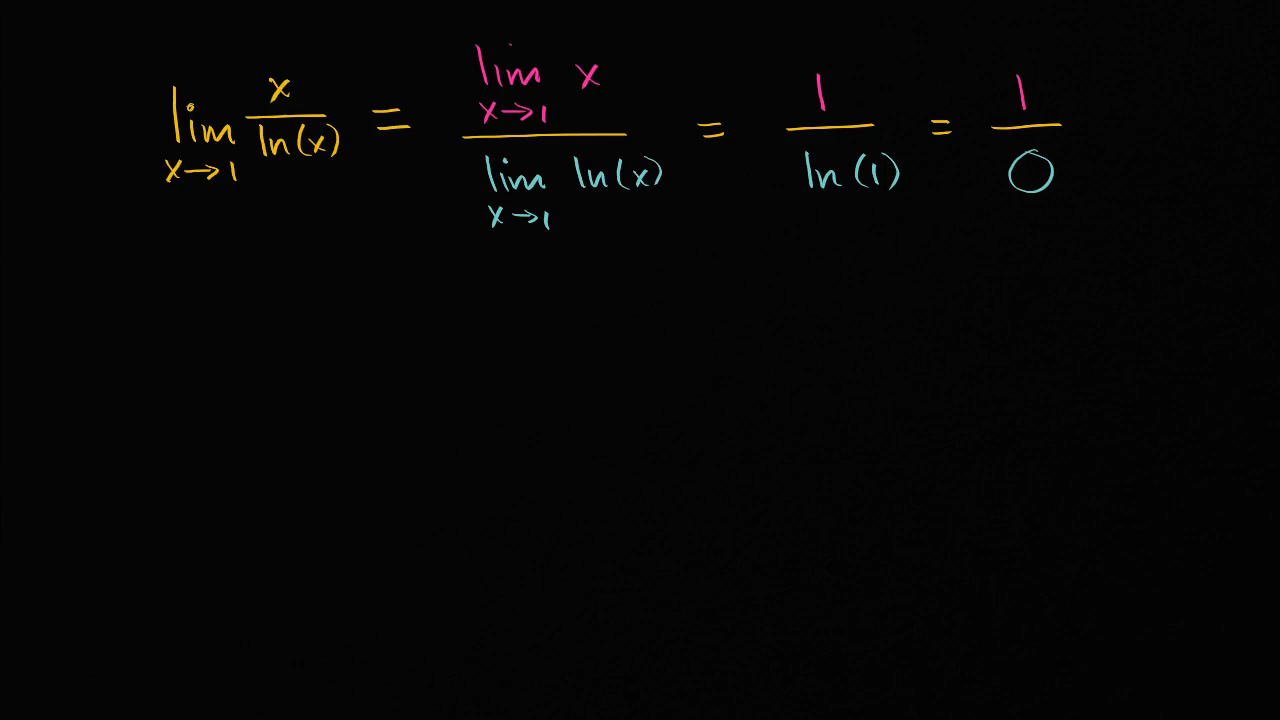 lim x→1 x/ln(x) = lim x→1 x / lim x→1 ln(x) = 1/ln(1) = 1/0